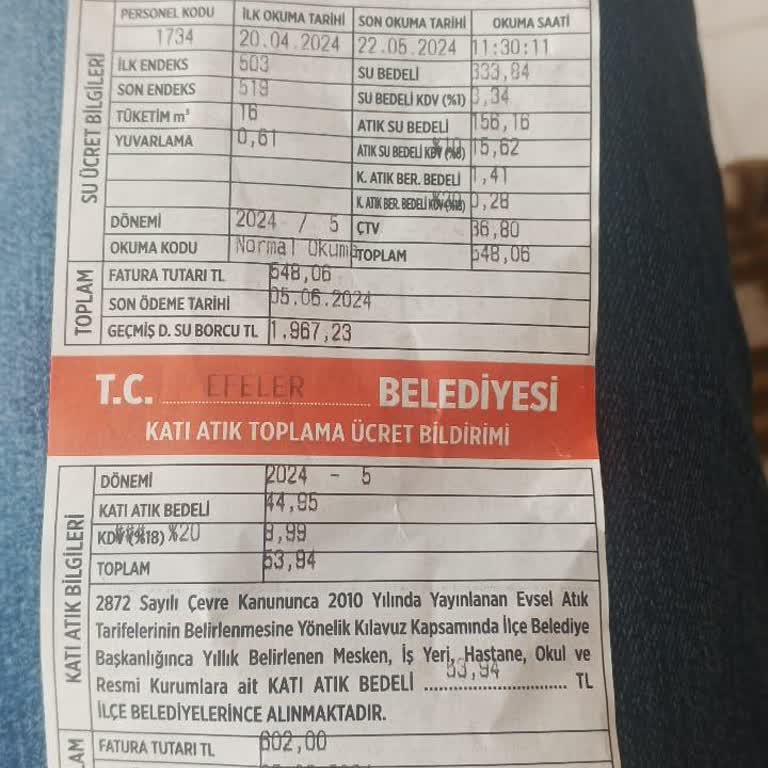 PERSONEL KODU İLK OKUMA TARİHİ SON OKUMA TARİHİ OKUMA SAATİ
1734 20.04.2024 22.05.2024 11:30:11
SU ÜCRET BİLGİLERİ
İLK ENDEKS 503 SU BEDELİ 333,84
SON ENDEKS 519 SU BEDELİ KDV (%1) 3,34
TÜKETİM m³ 16 ATIK SU BEDELİ 156,16
YUVARLAMA 0,61 ATIK SU BEDELİ KDV (%8) %10 15,62
K. ATIK BER. BEDELİ 1,41
K. ATIK BER. BEDELİ KDV (%18) %20 0,28
DÖNEMİ 2024 / 5 ÇTV 36,80
OKUMA KODU Normal Okuma TOPLAM 548,06
TOPLAM
FATURA TUTARI TL 548,06
SON ÖDEME TARİHİ 05.06.2024
GEÇMİŞ D. SU BORCU TL 1.967,23
T.C. EFELER BELEDİYESİ
KATI ATIK TOPLAMA ÜCRET BİLDİRİMİ
KATI ATIK BİLGİLERİ
DÖNEMİ 2024 - 5
KATI ATIK BEDELİ 44,95
KDV (%18) %20 8,99
TOPLAM 53,94
2872 Sayılı Çevre Kanununca 2010 Yılında Yayınlanan Evsel Atık
Tarifelerinin Belirlenmesine Yönelik Kılavuz Kapsamında İlçe Belediye
Başkanlığınca Yıllık Belirlenen Mesken, İş Yeri, Hastane, Okul ve
Resmi Kurumlara ait KATI ATIK BEDELİ 53,94 TL
İLÇE BELEDİYELERİNCE ALINMAKTADIR.
FATURA TUTARI TL 602,00